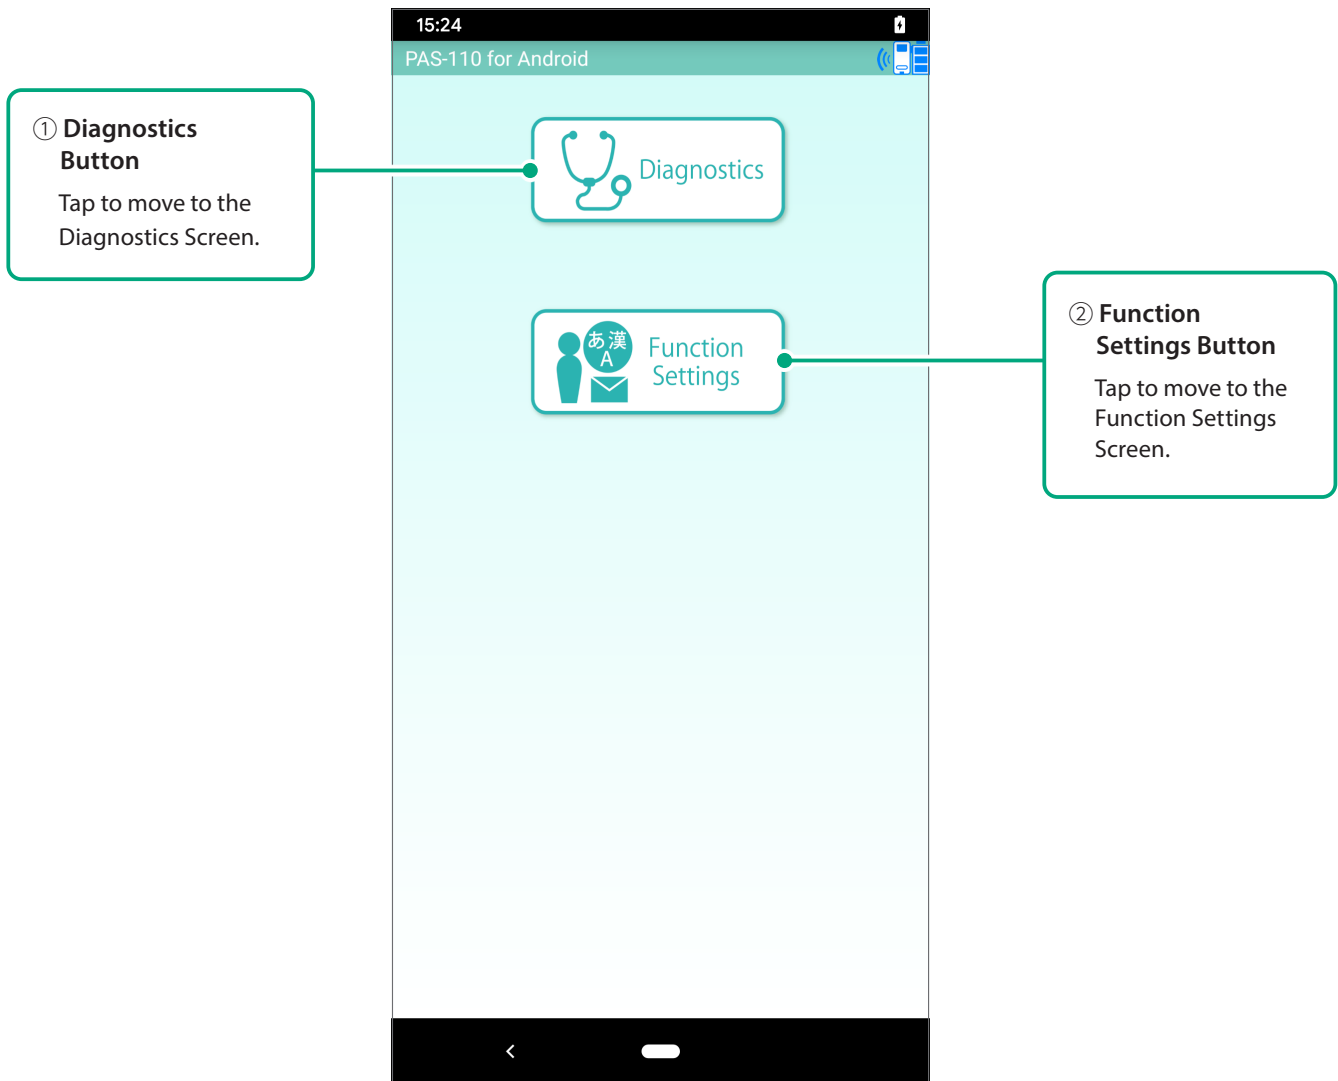 15:24
PAS-110 for Android
① Diagnostics
Button
Tap to move to the
Diagnostics Screen.
Diagnostics
あ漢
A
Function
Settings
② Function
Settings Button
Tap to move to the
Function Settings
Screen.